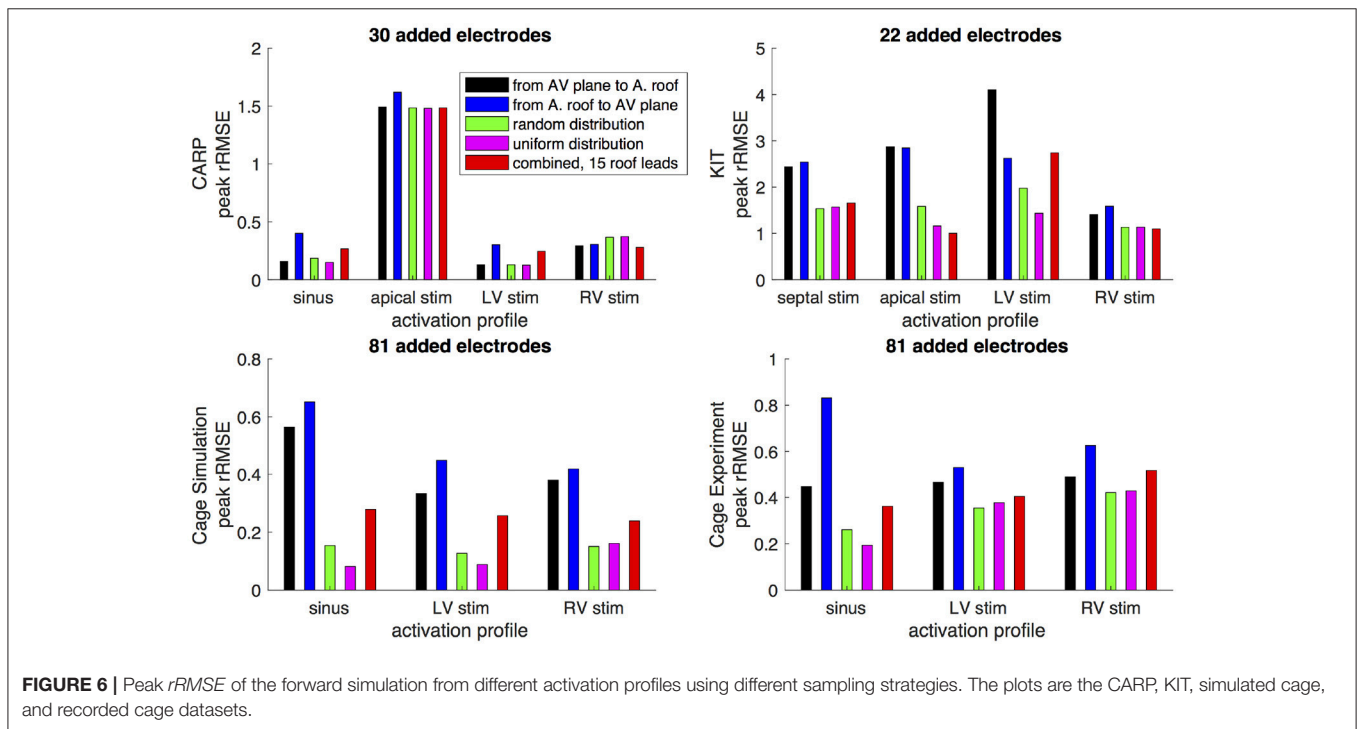 30 added electrodes
CARP
peak rRMSE
2
1.5
1
0.5
0
from AV plane to A. roof
from A. roof to AV plane
random distribution
uniform distribution
combined, 15 roof leads
sinus
apical stim
LV stim
RV stim
activation profile
22 added electrodes
KIT
peak rRMSE
5
4
3
2
1
0
septal stim
apical stim
LV stim
RV stim
activation profile
81 added electrodes
Cage Simulation
peak rRMSE
0.8
0.6
0.4
0.2
0
sinus
LV stim
RV stim
activation profile
81 added electrodes
Cage Experiment
peak rRMSE
1
0.8
0.6
0.4
0.2
0
sinus
LV stim
RV stim
activation profile
FIGURE 6 | Peak rRMSE of the forward simulation from different activation profiles using different sampling strategies. The plots are the CARP, KIT, simulated cage,
and recorded cage datasets.